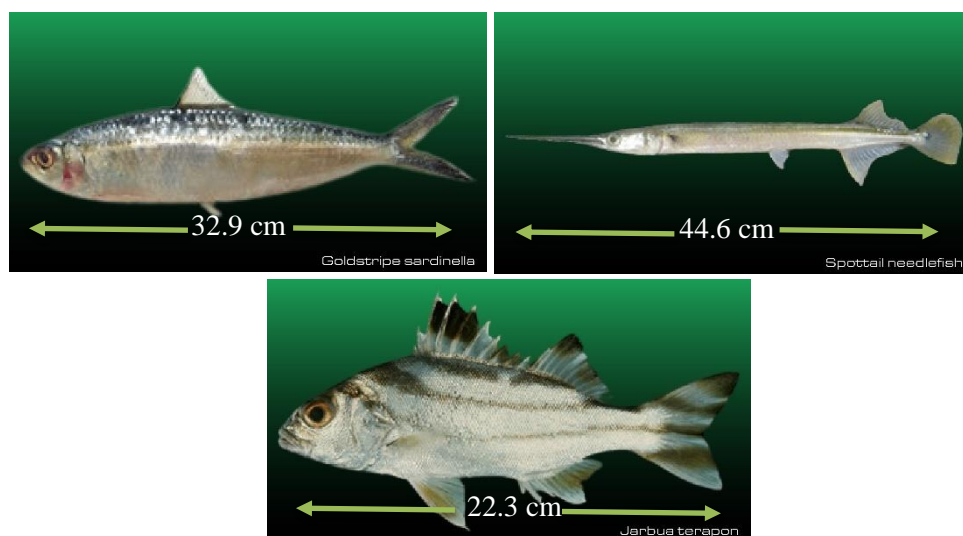 32.9 cm
Goldstripe sardinella
44.6 cm
Spottail needlefish
22.3 cm
Jarbua terapon